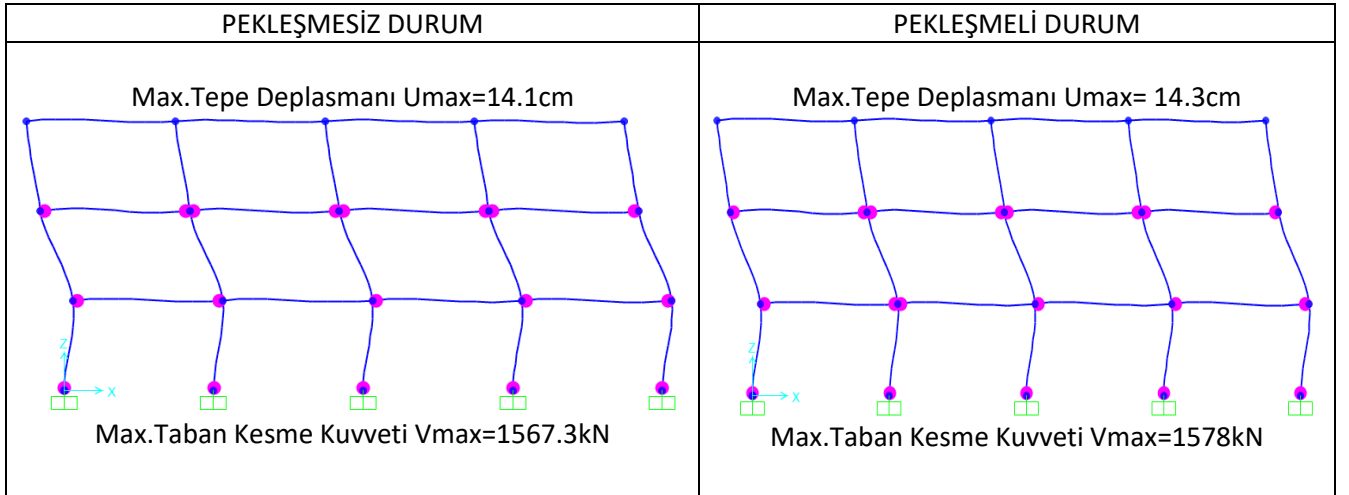 PEKLEŞMESİZ DURUM
PEKLEŞMELİ DURUM
Max.Tepe Deplasmanı Umax=14.1cm
Z
X
Max.Taban Kesme Kuvveti Vmax=1567.3kN
Max.Tepe Deplasmanı Umax= 14.3cm
Z
X
Max.Taban Kesme Kuvveti Vmax=1578kN